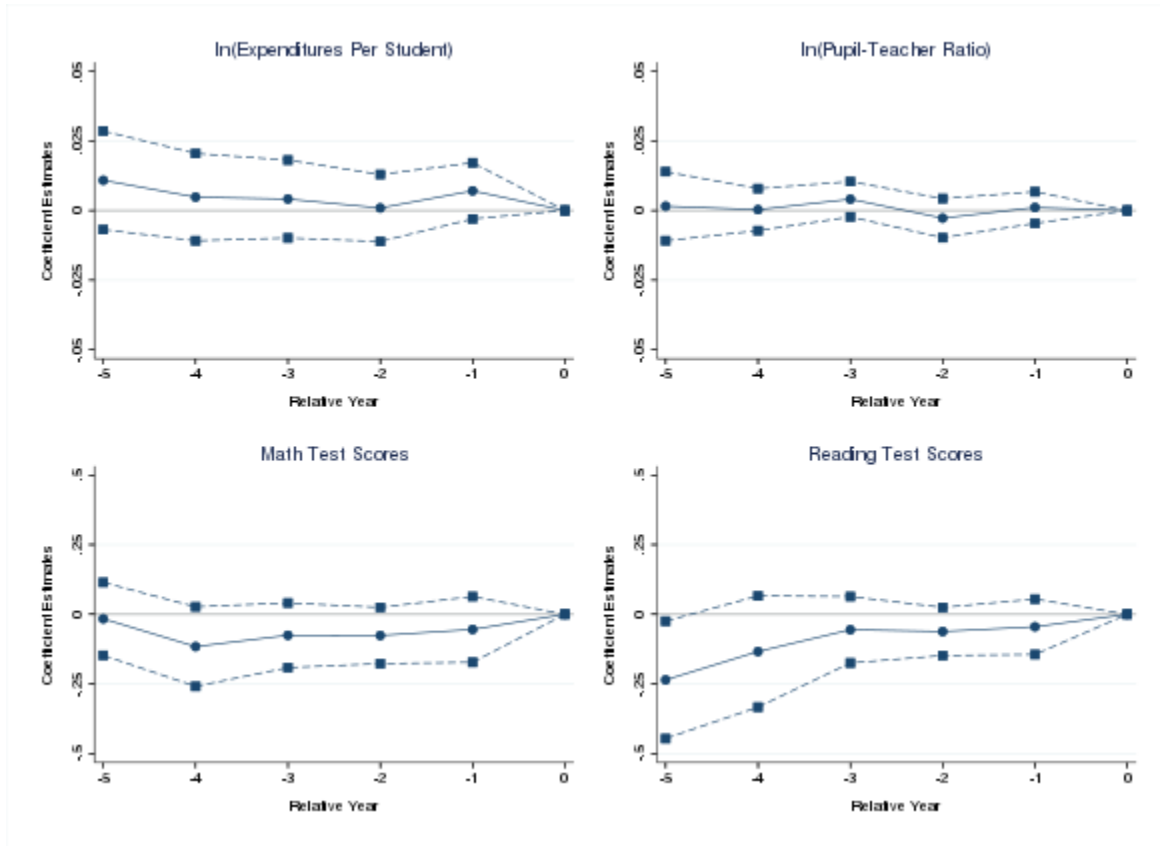 ln(Expenditures Per Student)
Coefficient Estimates
.05
.025
0
-.025
-.05
-5 -4 -3 -2 -1 0
Relative Year
ln(Pupil-Teacher Ratio)
Coefficient Estimates
.05
.025
0
-.025
-.05
-5 -4 -3 -2 -1 0
Relative Year
Math Test Scores
Coefficient Estimates
.5
.25
0
-.25
-.5
-5 -4 -3 -2 -1 0
Relative Year
Reading Test Scores
Coefficient Estimates
.5
.25
0
-.25
-.5
-5 -4 -3 -2 -1 0
Relative Year